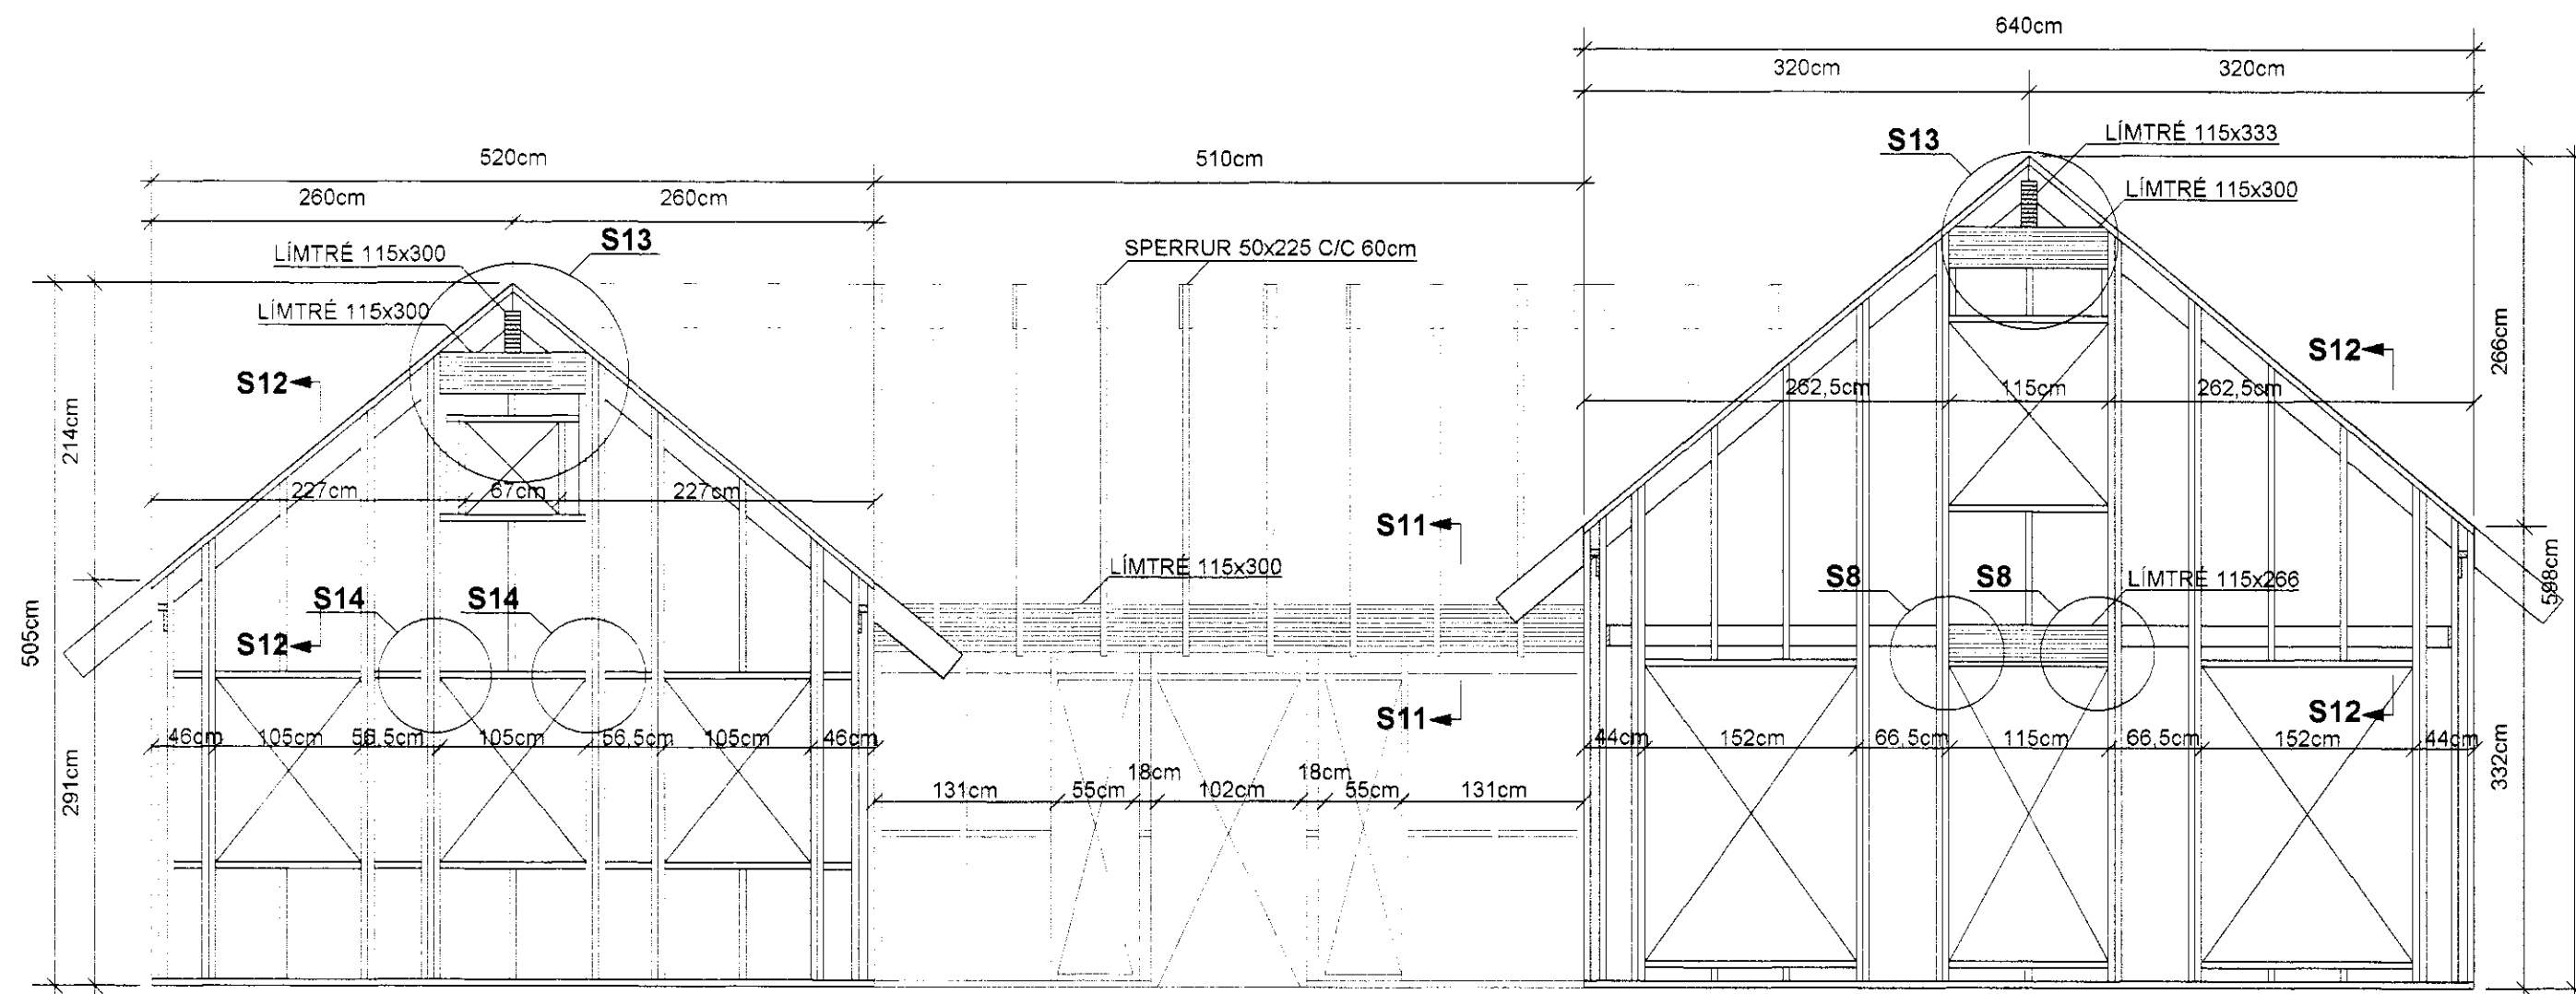 640cm
320cm 320cm
LÍMTRÉ 115x333
S13
LÍMTRÉ 115x300
520cm 510cm
260cm 260cm
S13
LÍMTRÉ 115x300
LÍMTRÉ 115x300
SPERRUR 50x225 C/C 60cm
S12
S12
266cm
262,5cm 115cm 262,5cm
214cm
227cm 67cm 227cm
S11
LÍMTRÉ 115x300
S14 S14
S8 S8
LÍMTRÉ 115x266
598cm
505cm
S12
S11
S12
46cm 105cm 56,5cm 105cm 56,5cm 105cm 46cm
44cm 152cm 66,5cm 115cm 66,5cm 152cm 44cm
291cm
332cm
131cm 55cm 18cm 102cm 18cm 55cm 131cm